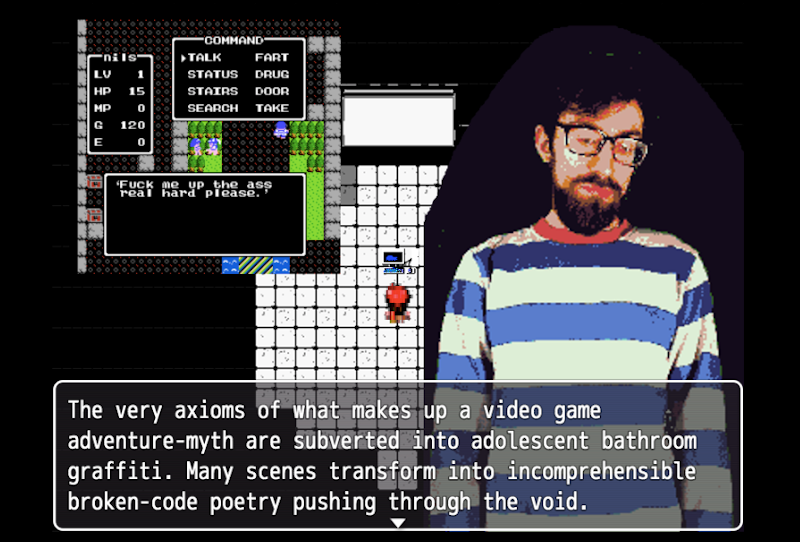 nils
LV 1
HP 15
MP 0
G 120
E 0
COMMAND
TALK FART
STATUS DRUG
STAIRS DOOR
SEARCH TAKE
'Fuck me up the ass
real hard please.'
The very axioms of what makes up a video game
adventure-myth are subverted into adolescent bathroom
graffiti. Many scenes transform into incomprehensible
broken-code poetry pushing through the void.